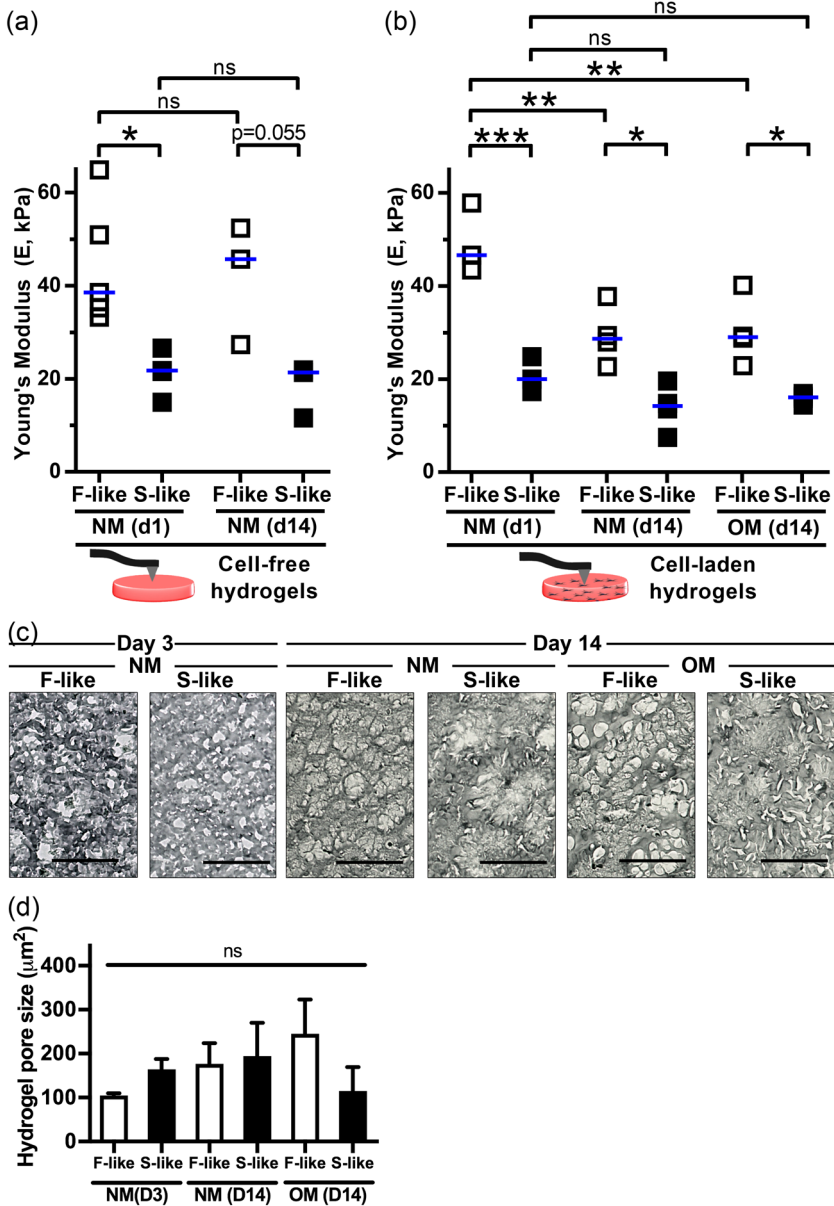 (a)
ns
ns
*
p=0.055
Young's Modulus (E, kPa)
60
40
20
0
F-like S-like F-like S-like
NM (d1) NM (d14)
Cell-free
hydrogels
(b)
ns
ns
**
**
*** * *
Young's Modulus (E, kPa)
60
40
20
0
F-like S-like F-like S-like F-like S-like
NM (d1) NM (d14) OM (d14)
Cell-laden
hydrogels
(c)
Day 3 Day 14
NM NM OM
F-like S-like F-like S-like F-like S-like
(d)
ns
Hydrogel pore size (μm²)
400
300
200
100
0
F-like S-like F-like S-like F-like S-like
NM(D3) NM (D14) OM (D14)